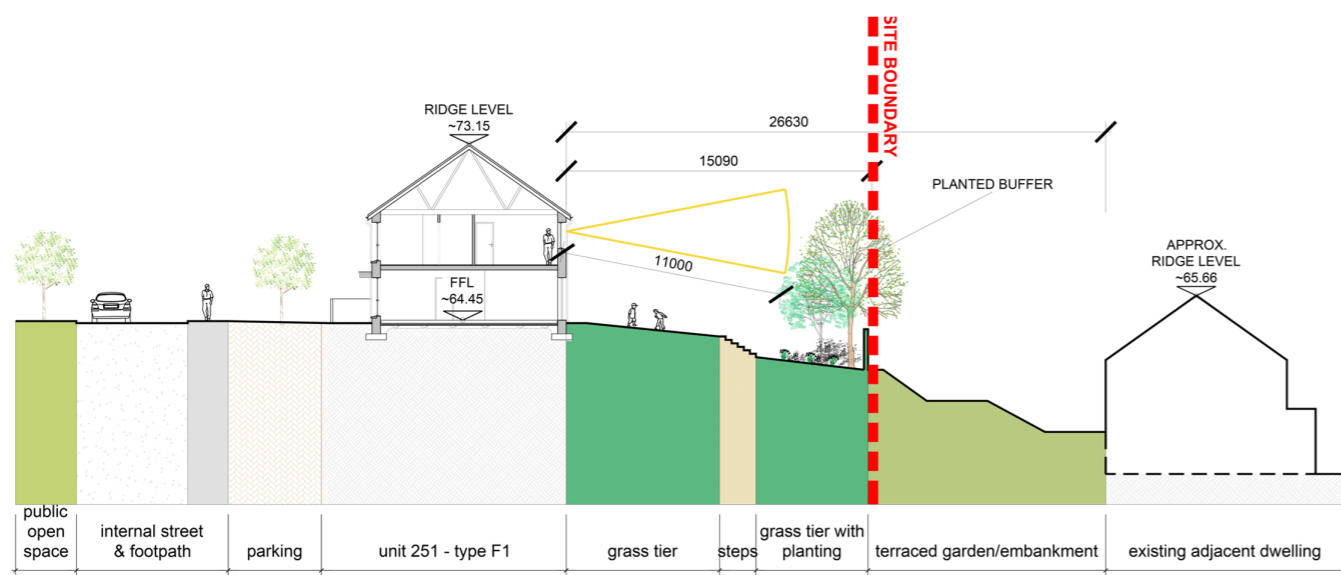 SITE BOUNDARY
RIDGE LEVEL
~73.15
26630
15090
PLANTED BUFFER
11000
APPROX.
RIDGE LEVEL
~65.66
FFL
~64.45
public
open
space
internal street
& footpath
parking
unit 251 - type F1
grass tier
steps
grass tier with
planting
terraced garden/embankment
existing adjacent dwelling